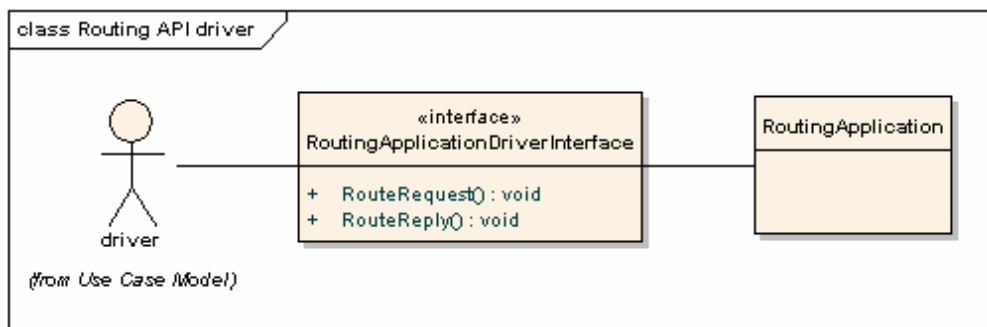 class Routing API driver
«interface»
RoutingApplicationDriverInterface
+ RouteRequest() : void
+ RouteReply() : void
RoutingApplication
driver
(from Use Case Model)